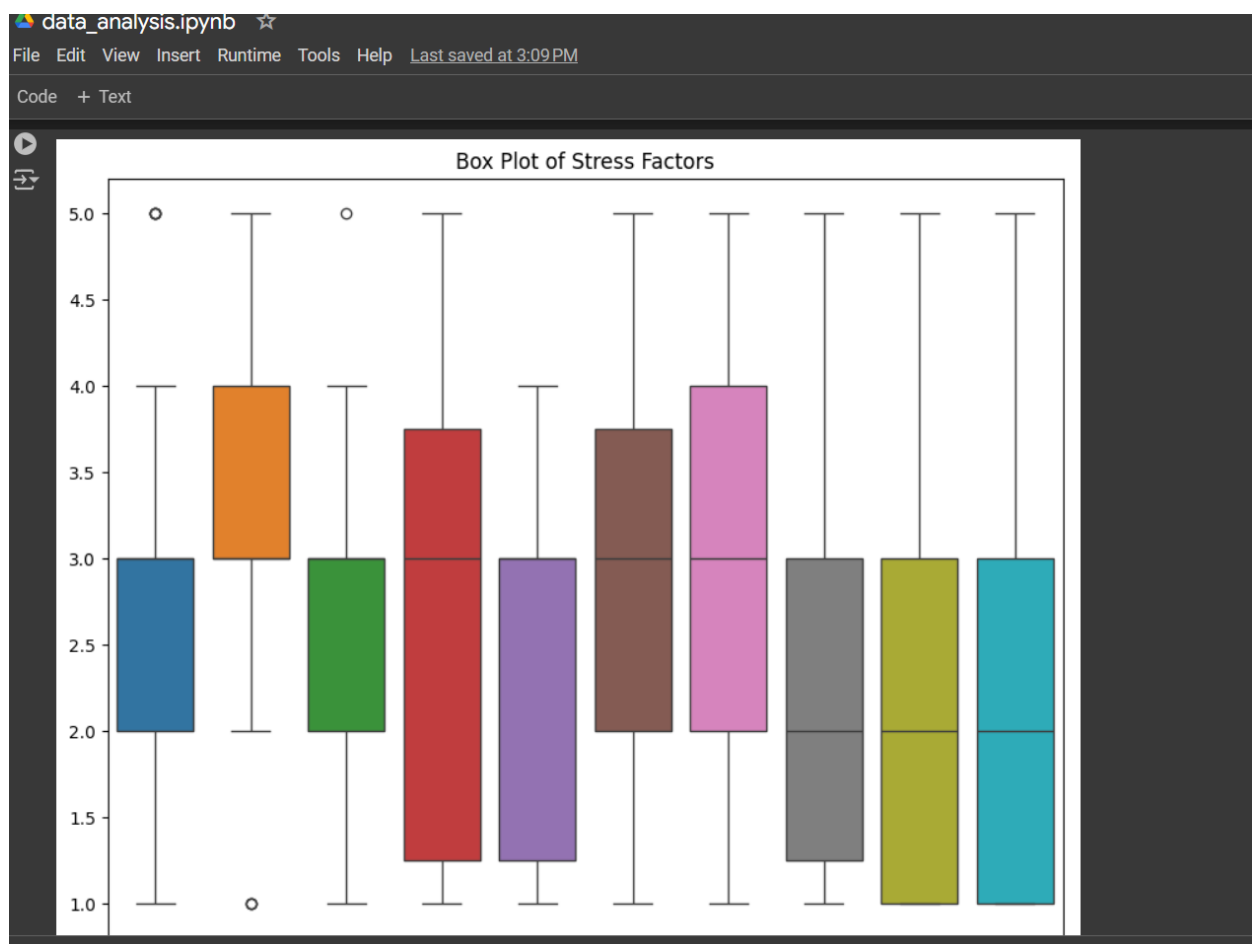 data_analysis.ipynb
File Edit View Insert Runtime Tools Help Last saved at 3:09 PM
Code + Text
Box Plot of Stress Factors
5.0
4.5
4.0
3.5
3.0
2.5
2.0
1.5
1.0